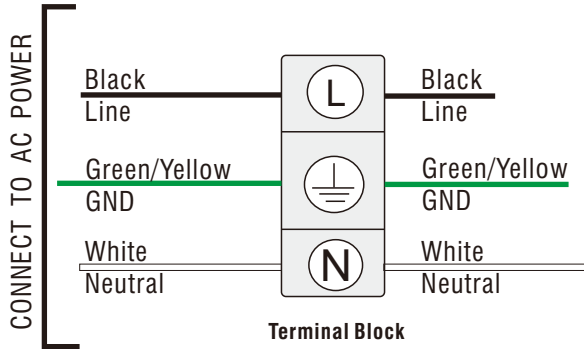 CONNECT TO AC POWER
Black
Line
L
Black
Line
Green/Yellow
GND
Green/Yellow
GND
White
Neutral
N
White
Neutral
Terminal Block